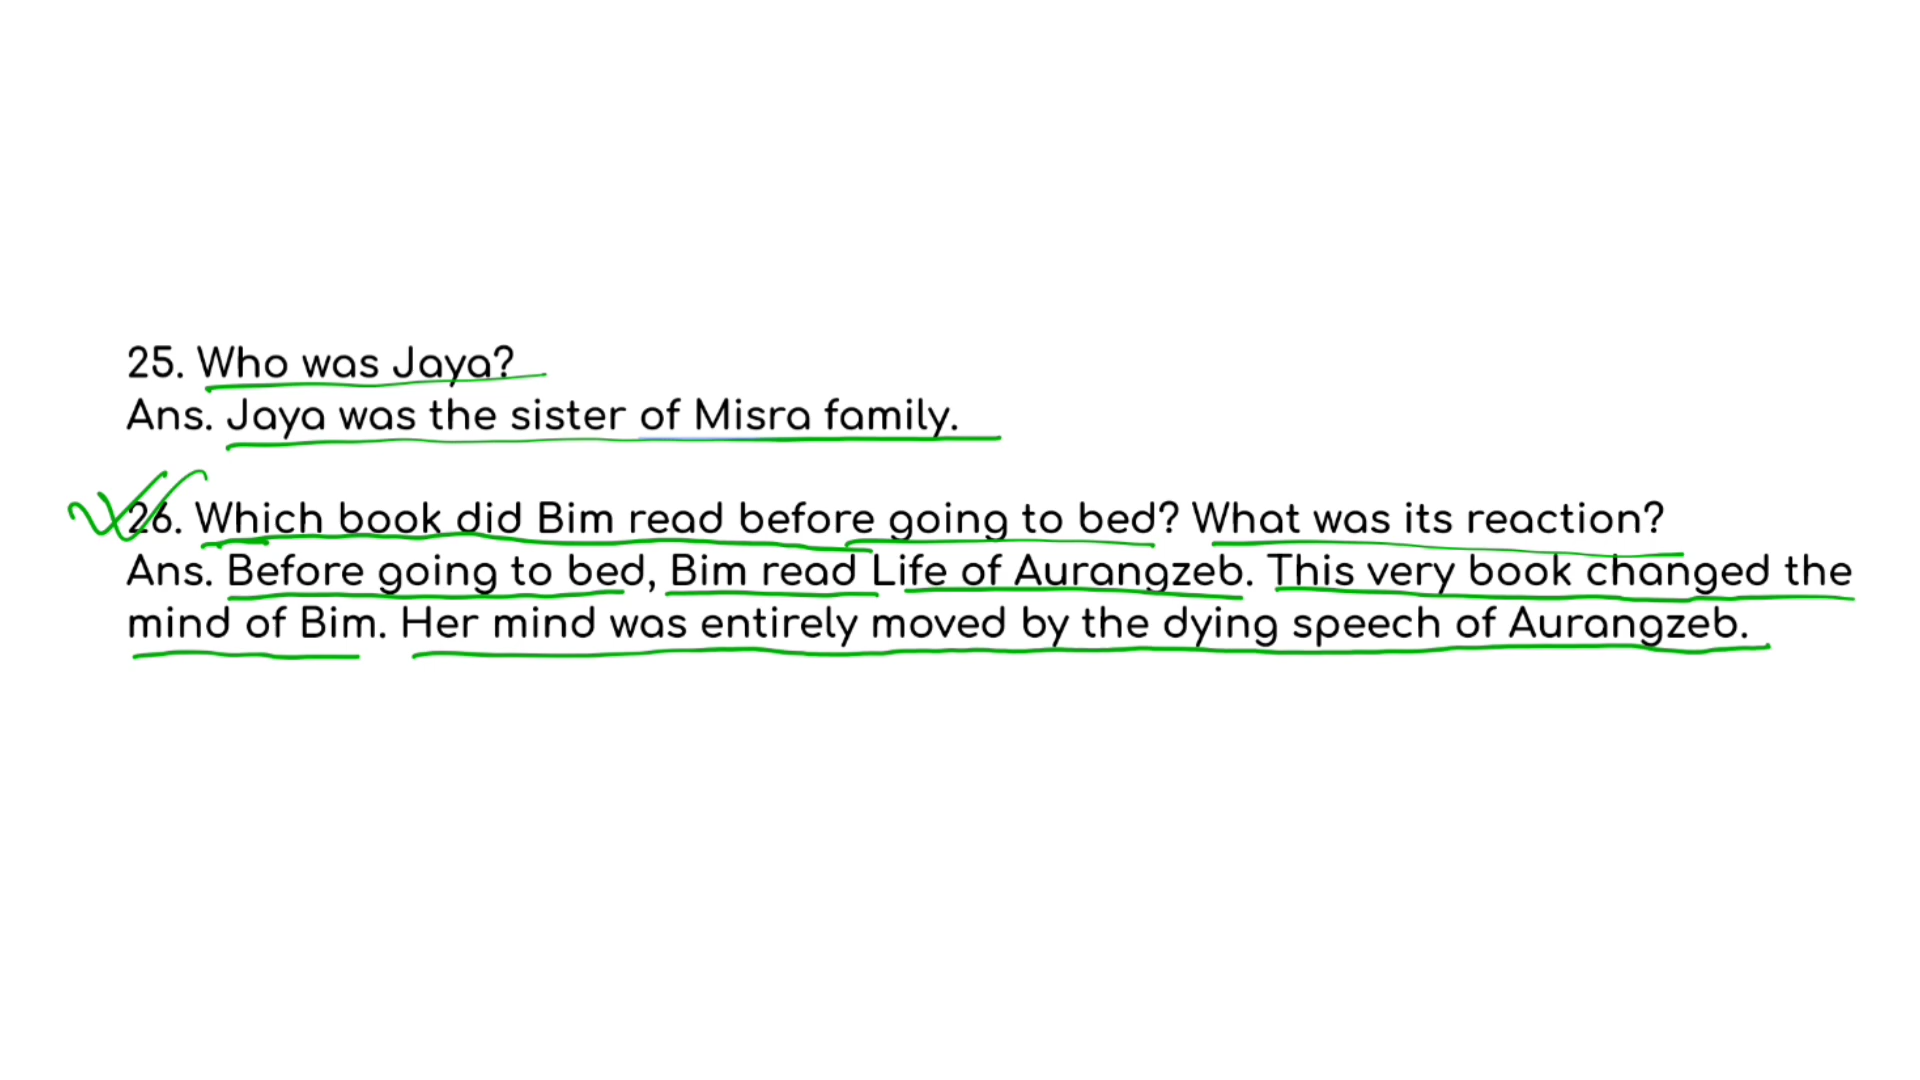 25. Who was Jaya?
Ans. Jaya was the sister of Misra family.
26. Which book did Bim read before going to bed? What was its reaction?
Ans. Before going to bed, Bim read Life of Aurangzeb. This very book changed the
mind of Bim. Her mind was entirely moved by the dying speech of Aurangzeb.